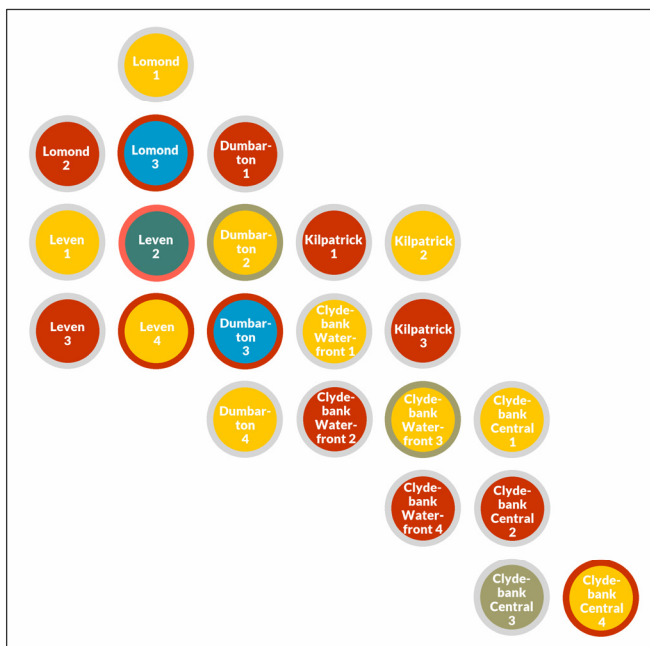 Lomond
1
Lomond
2
Lomond
3
Dumbar-
ton
1
Leven
1
Leven
2
Dumbar-
ton
2
Kilpatrick
1
Kilpatrick
2
Leven
3
Leven
4
Dumbar-
ton
3
Clyde-
bank
Water-
front 1
Kilpatrick
3
Dumbar-
ton
4
Clyde-
bank
Water-
front 2
Clyde-
bank
Water-
front 3
Clyde-
bank
Central
1
Clyde-
bank
Water-
front 4
Clyde-
bank
Central
2
Clyde-
bank
Central
3
Clyde-
bank
Central
4